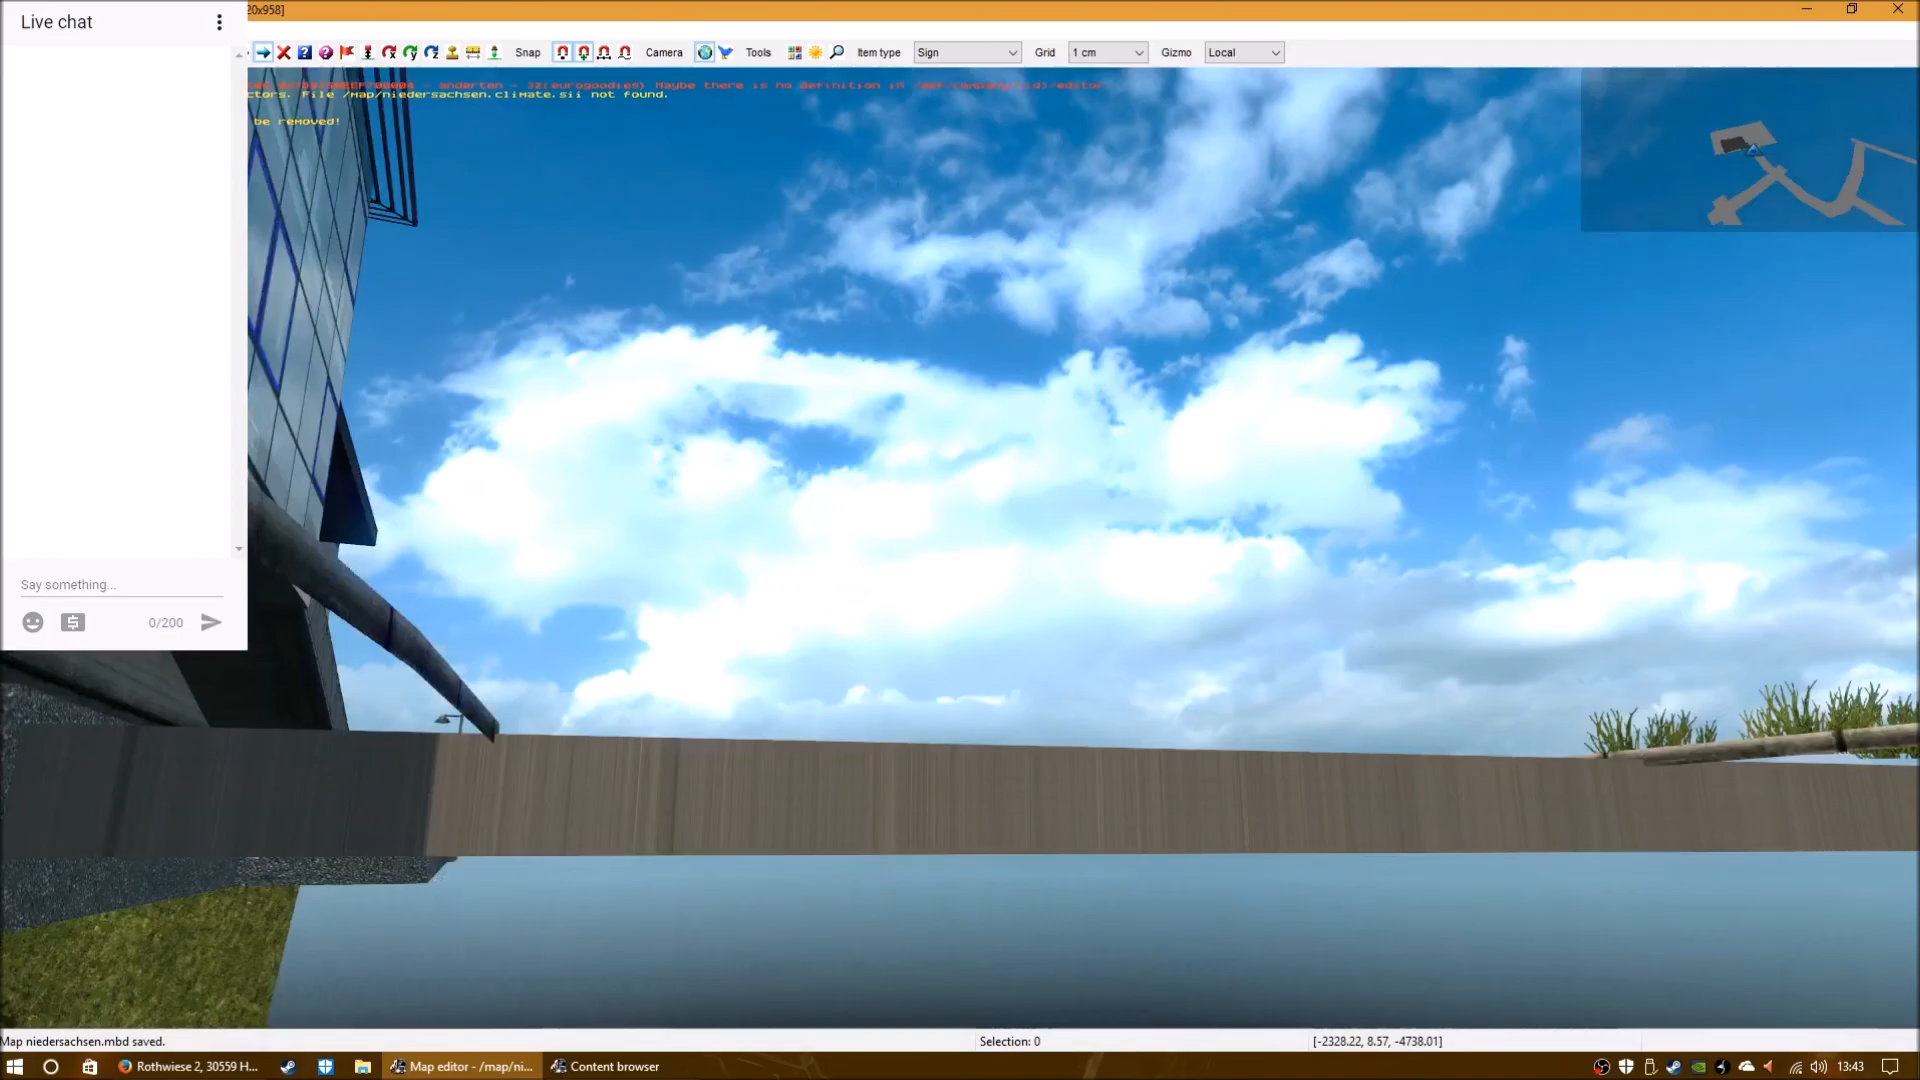 Live chat
20x958]
Snap
Camera
Tools
Item type
Sign
Grid
1 cm
Gizmo
Local
anderten - 32(eurogoodies) Maybe there is no definition in
ctors. File /map/niedersachsen.climate.sii not found.
be removed!
Say something...
0/200
Map niedersachsen.mbd saved.
Selection: 0
[-2328.22, 8.57, -4738.01]
Rothwiese 2, 30559 H...
Map editor - /map/ni...
Content browser
13:43